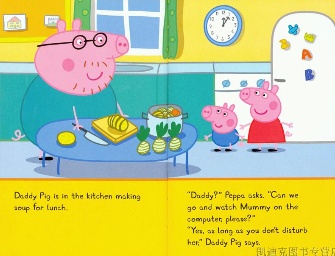 Daddy Pig is in the kitchen making
soup for lunch.
"Daddy?" Peppa asks. "Can we
go and watch Mummy on the
computer, please?"
"Yes, as long as you don't disturb
her," Daddy Pig says.